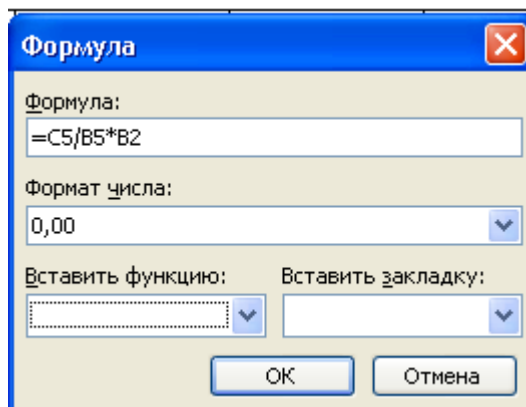 Формула
Формула:
=C5/B5*B2
Формат числа:
0,00
Вставить функцию: Вставить закладку:
ОК Отмена